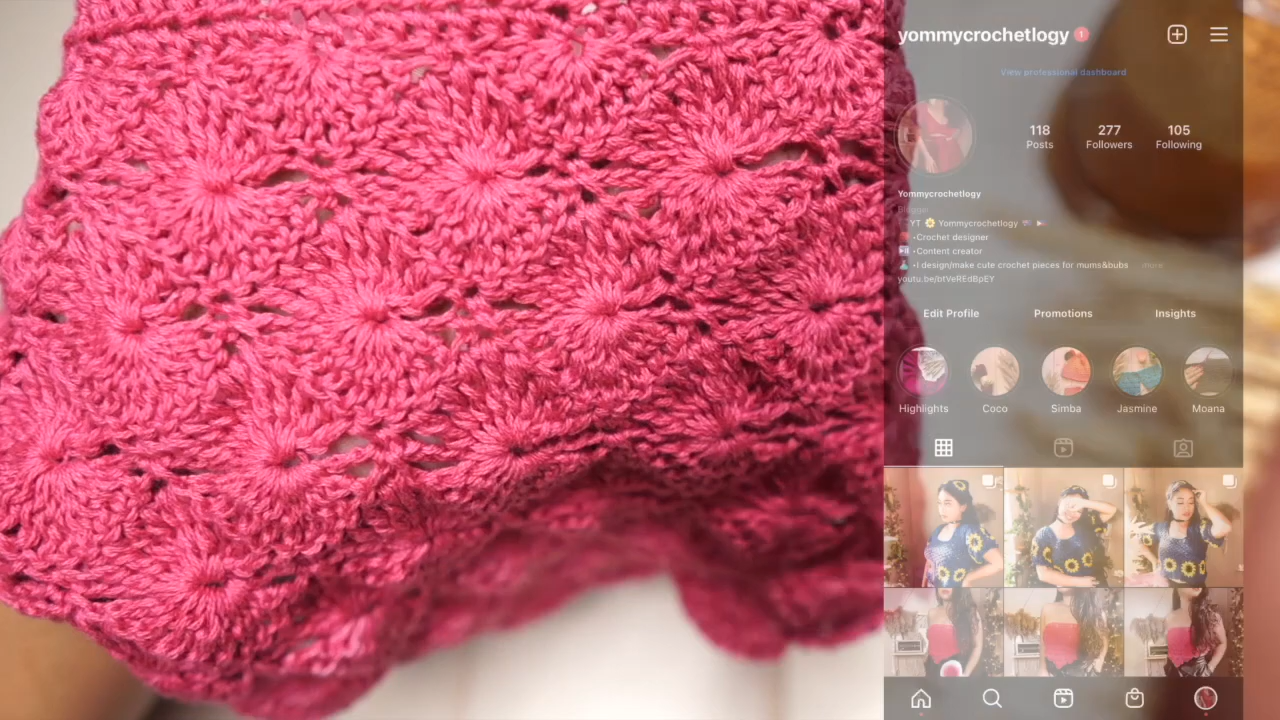 yommycrochetlogy 1
View professional dashboard
118 277 105
Posts Followers Following
Yommycrochetlogy
blogger
YT 🌼 Yommycrochetlogy
•Crochet designer
•Content creator
•I design/make cute crochet pieces for mums&bubs more
youtu.be/btVeREdBpEY
Edit Profile Promotions Insights
Highlights Coco Simba Jasmine Moana